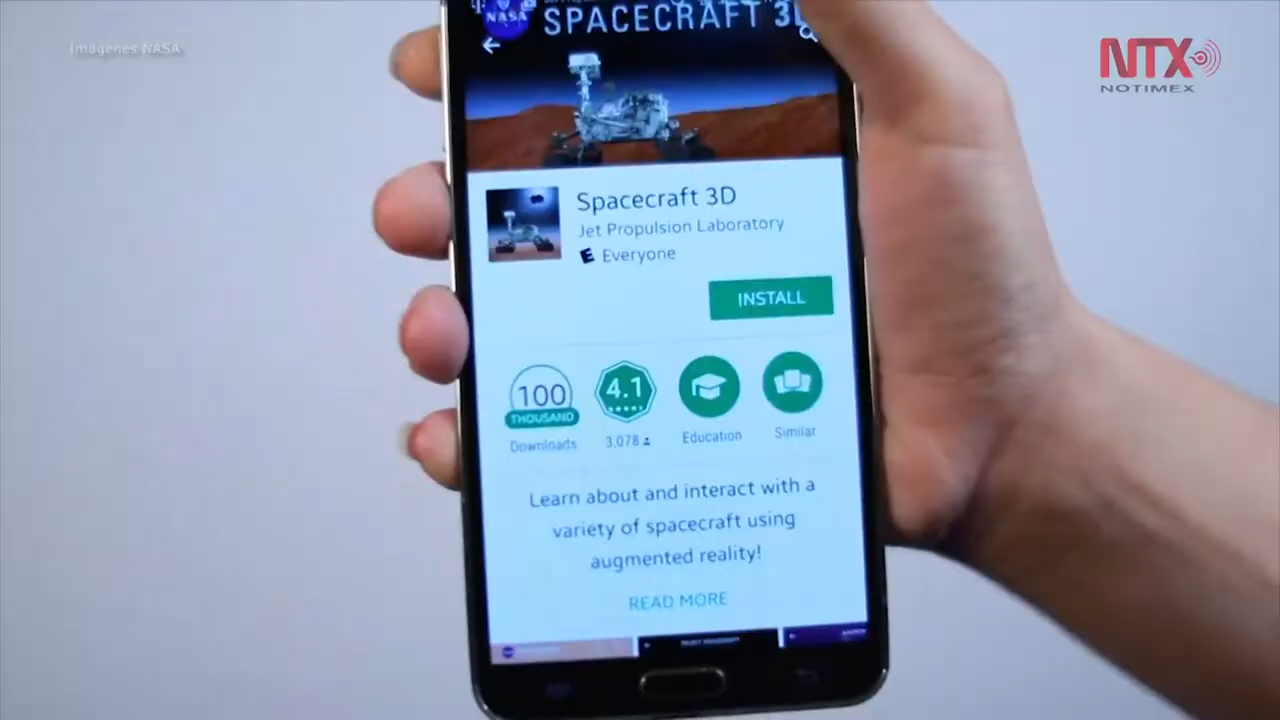 NASA
SPACECRAFT 3D
Imágenes NASA
NTX
NOTIMEX
Spacecraft 3D
Jet Propulsion Laboratory
E Everyone
INSTALL
100
THOUSAND
Downloads
4.1
3,078
Education
Similar
Learn about and interact with a
variety of spacecraft using
augmented reality!
READ MORE